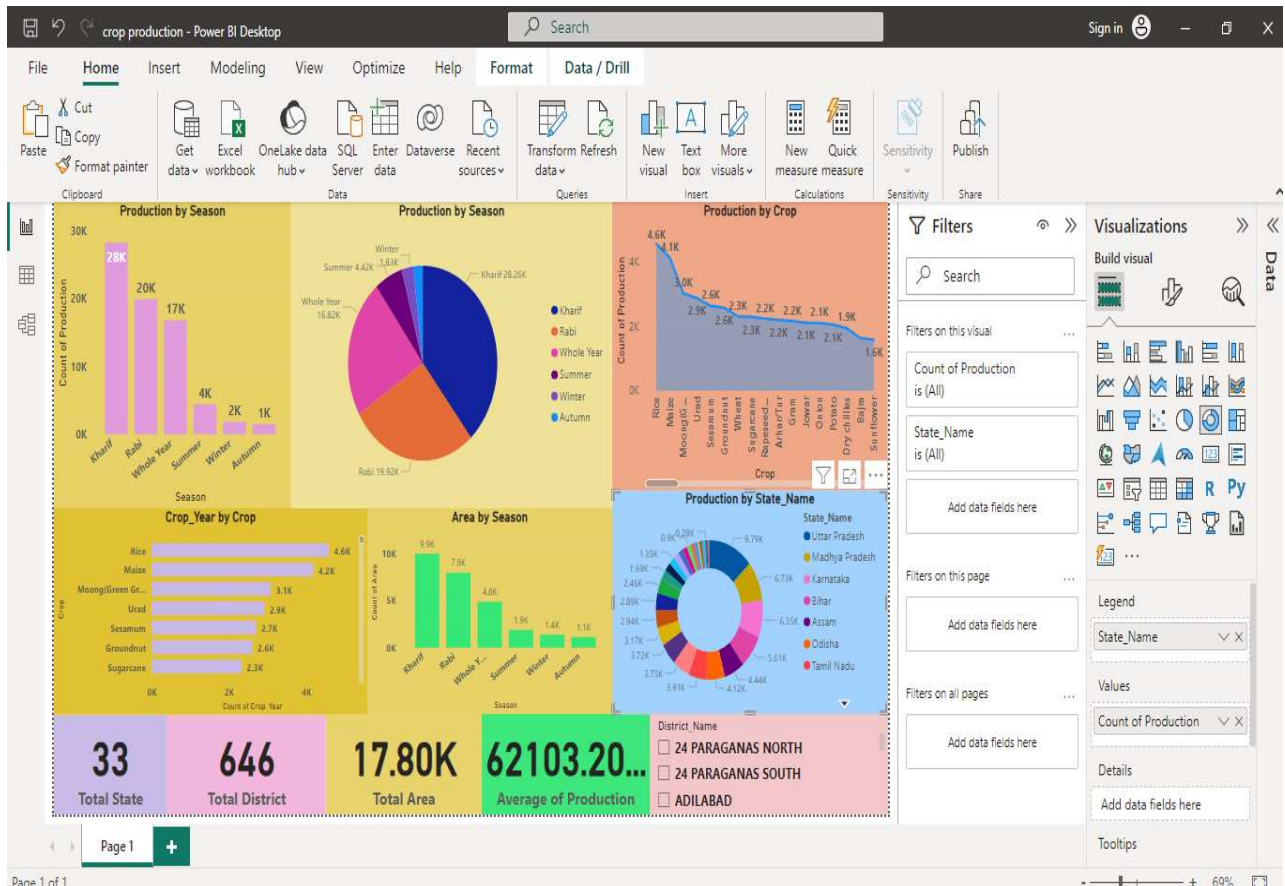 crop production - Power BI Desktop
Search
Sign in
File Home Insert Modeling View Optimize Help Format Data / Drill
Paste
Cut
Copy
Format painter
Get data
Excel workbook
OneLake data hub
SQL Server
Enter data
Dataverse
Recent sources
Transform data
Refresh
New visual
Text box
More visuals
New measure
Quick measure
Sensitivity
Publish
Clipboard
Data
Queries
Insert
Calculations
Sensitivity
Share
Production by Season
Count of Production
30K
20K
10K
0K
28K
20K
17K
4K
2K
1K
Kharif
Rabi
Whole Year
Summer
Winter
Autumn
Season
Production by Season
Winter 1.83K
Summer 4.42K
Whole Year 16.82K
Kharif 28.26K
Rabi 19.92K
Kharif
Rabi
Whole Year
Summer
Winter
Autumn
Production by Crop
Count of Production
4K
2K
0K
4.6K
4.1K
3.0K
2.9K
2.6K
2.6K
2.3K
2.3K
2.2K
2.2K
2.2K
2.1K
2.1K
2.1K
1.9K
1.6K
Rice
Maize
Moong(G...
Urad
Sesamum
Groundnut
Wheat
Sugarcane
Rapeseed...
Arhar/Tur
Gram
Jowar
Onion
Potato
Dry chillies
Bajra
Sunflower
Crop
Crop_Year by Crop
Crop
Rice 4.6K
Maize 4.2K
Moong(Green Gr... 3.1K
Urad 2.9K
Sesamum 2.7K
Groundnut 2.6K
Sugarcane 2.3K
0K 2K 4K
Count of Crop_Year
Area by Season
Count of Area
10K
5K
0K
9.9K
7.9K
4.8K
1.9K
1.4K
1.1K
Kharif
Rabi
Whole Y...
Summer
Winter
Autumn
Season
Production by State_Name
0.9K
0.28K
1.35K
1.69K
2.46K
2.89K
2.94K
3.17K
3.72K
3.75K
3.91K
4.12K
4.44K
5.61K
6.35K
6.73K
9.79K
State_Name
Uttar Pradesh
Madhya Pradesh
Karnataka
Bihar
Assam
Odisha
Tamil Nadu
33
Total State
646
Total District
17.80K
Total Area
62103.20...
Average of Production
District_Name
24 PARAGANAS NORTH
24 PARAGANAS SOUTH
ADILABAD
Filters
Search
Filters on this visual ...
Count of Production
is (All)
State_Name
is (All)
Add data fields here
Filters on this page ...
Add data fields here
Filters on all pages ...
Add data fields here
Visualizations
Build visual
123
R
Py
123
...
Legend
State_Name
Values
Count of Production
Details
Add data fields here
Tooltips
Data
Page 1
+
Page 1 of 1
- + 69%